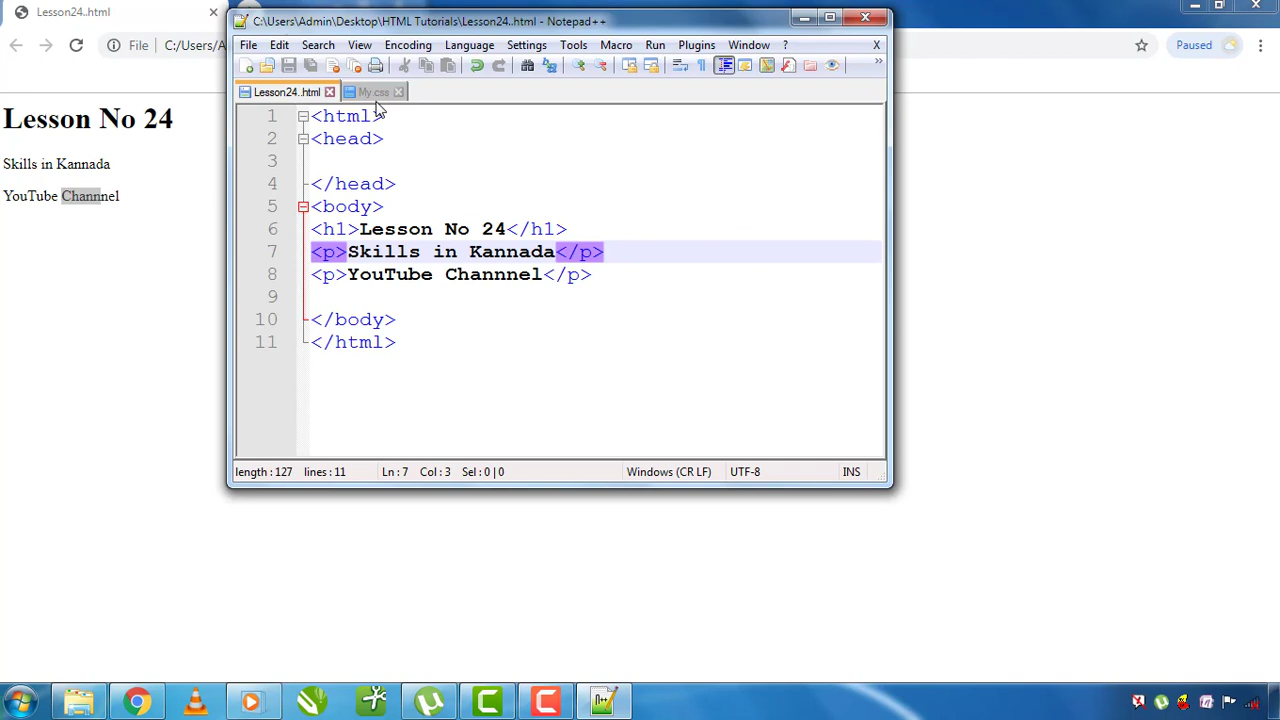 Lesson24..html
C:\Users\Admin\Desktop\HTML Tutorials\Lesson24..html - Notepad++
File Edit Search View Encoding Language Settings Tools Macro Run Plugins Window ? X
File C:/Users/A
Paused
Lesson24..html My.css
Lesson No 24
Skills in Kannada
YouTube Channnel
1 <html>
2 <head>
3
4 </head>
5 <body>
6 <h1>Lesson No 24</h1>
7 <p>Skills in Kannada</p>
8 <p>YouTube Channnel</p>
9
10 </body>
11 </html>
length : 127 lines : 11 Ln : 7 Col : 3 Sel : 0 | 0 Windows (CR LF) UTF-8 INS